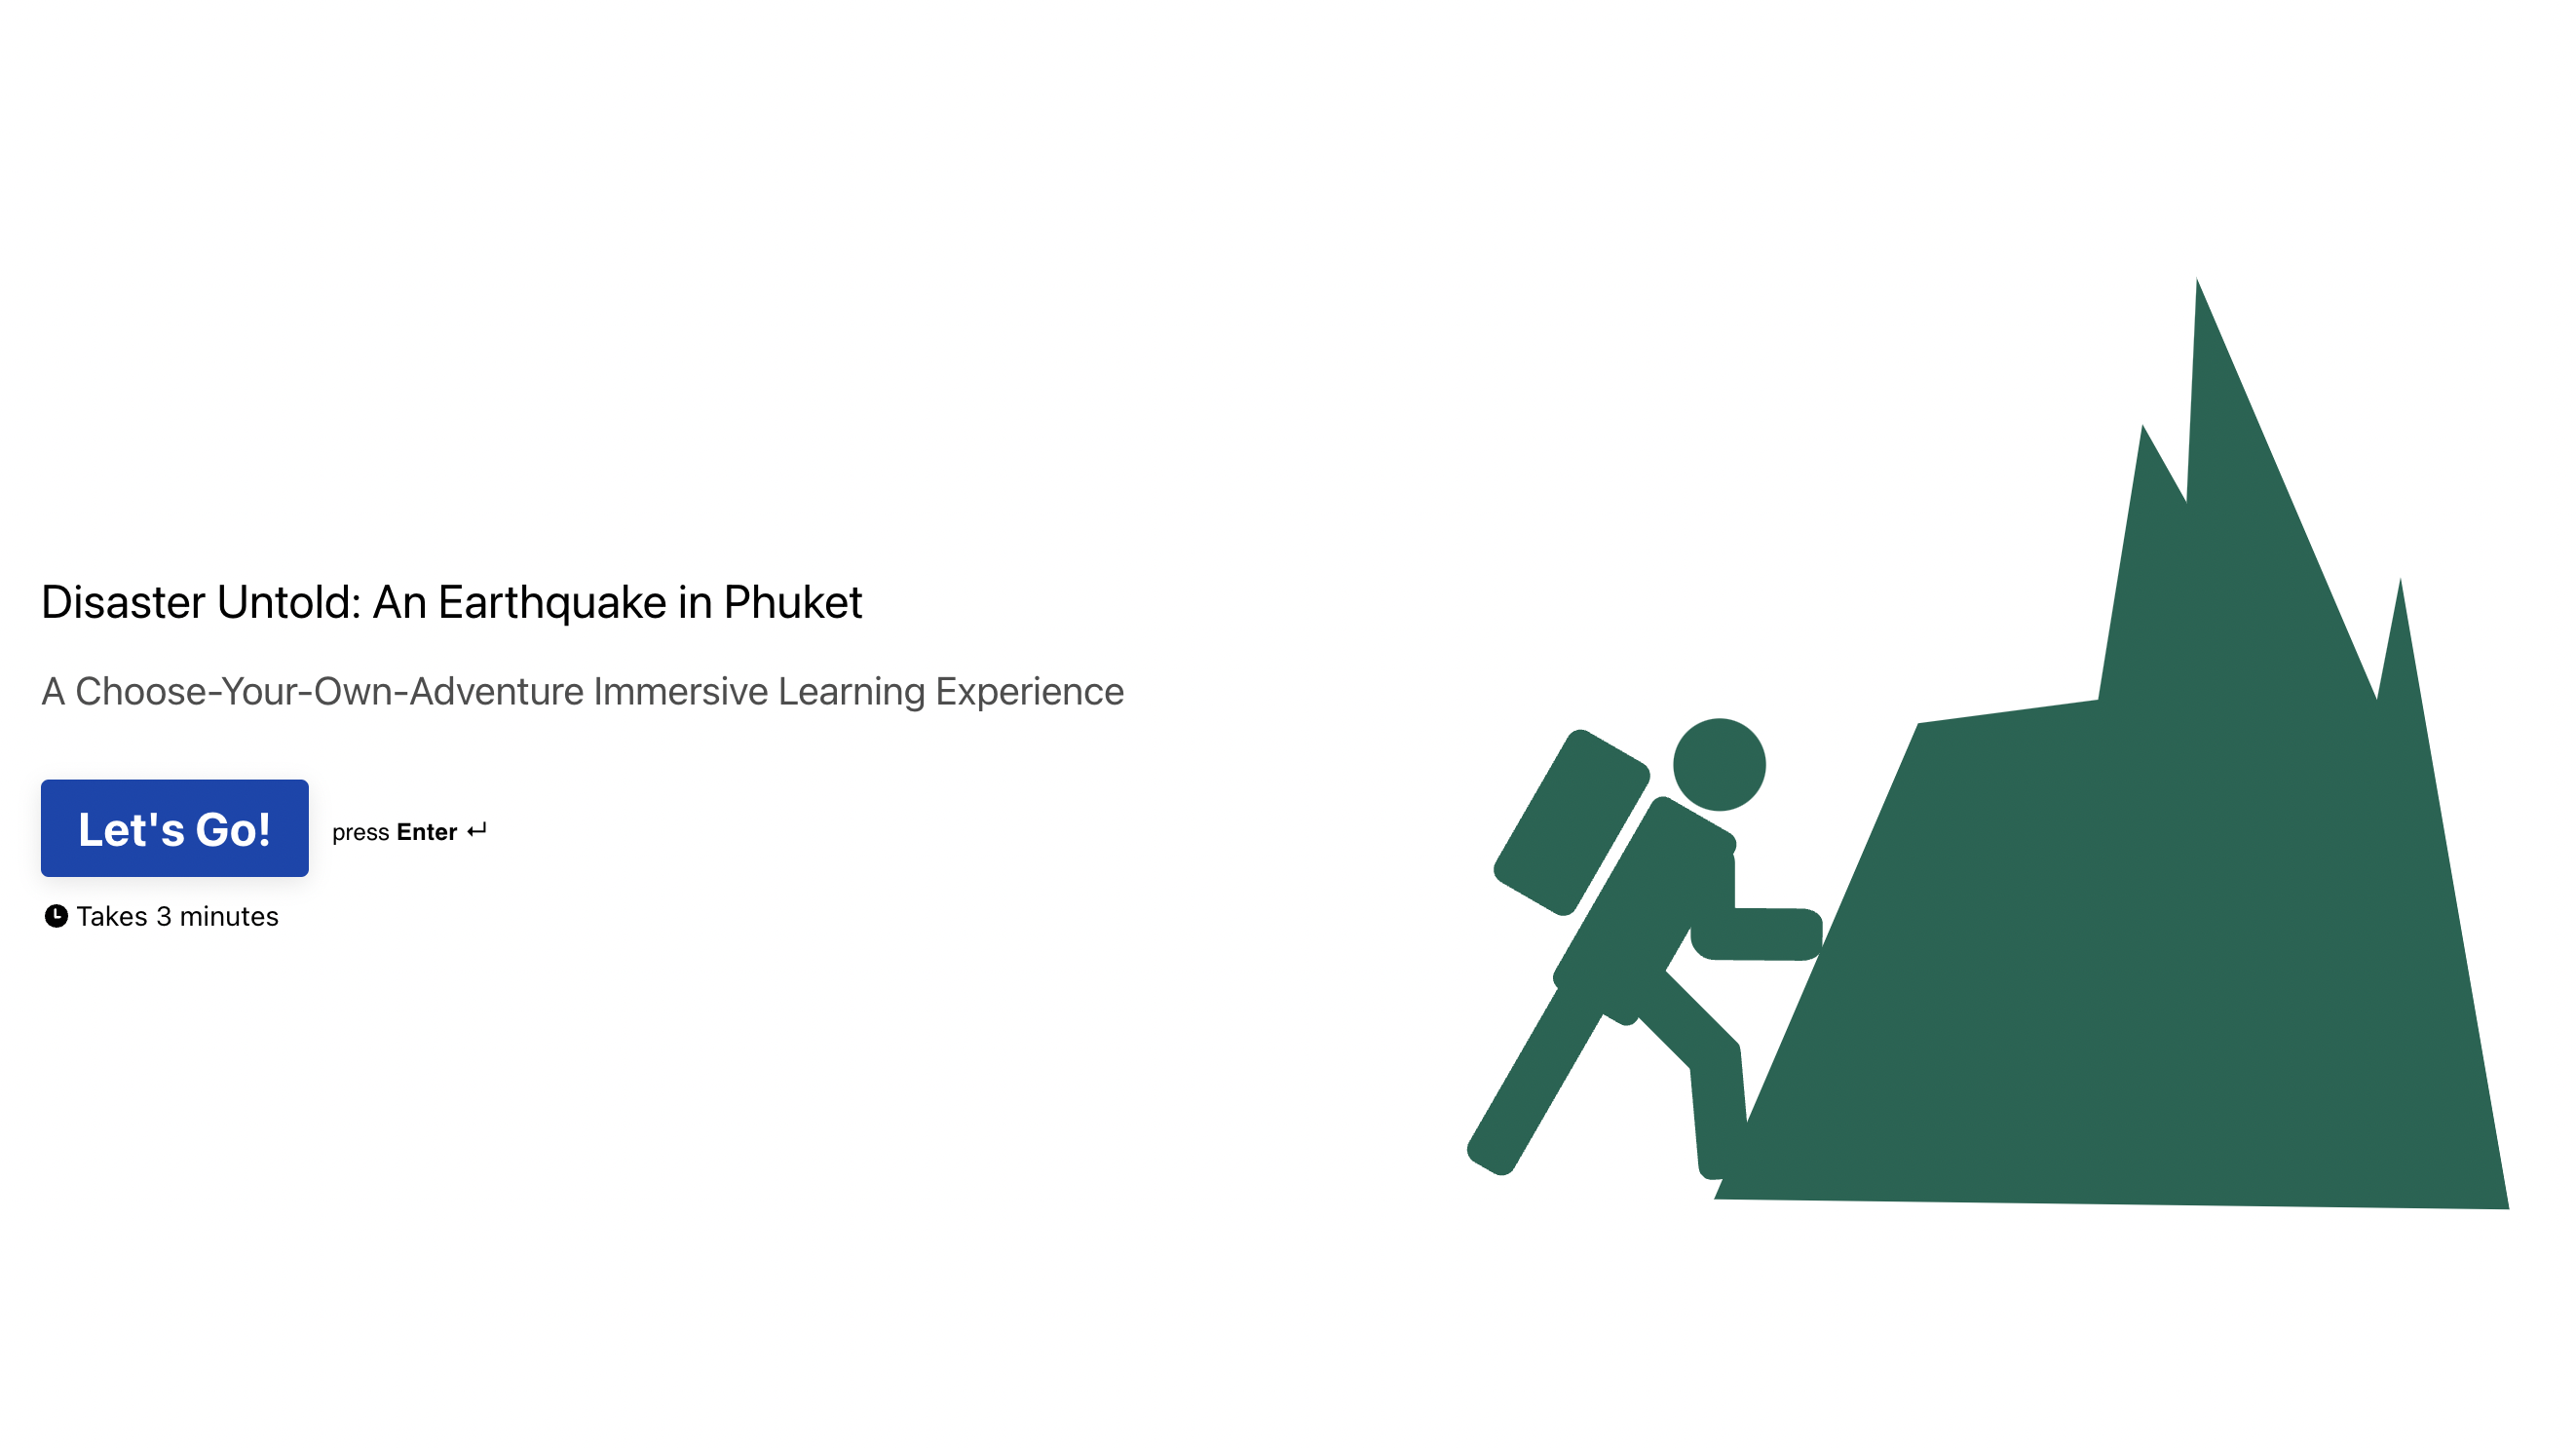 Disaster Untold: An Earthquake in Phuket
A Choose-Your-Own-Adventure Immersive Learning Experience
Let's Go!
press Enter ↵
Takes 3 minutes